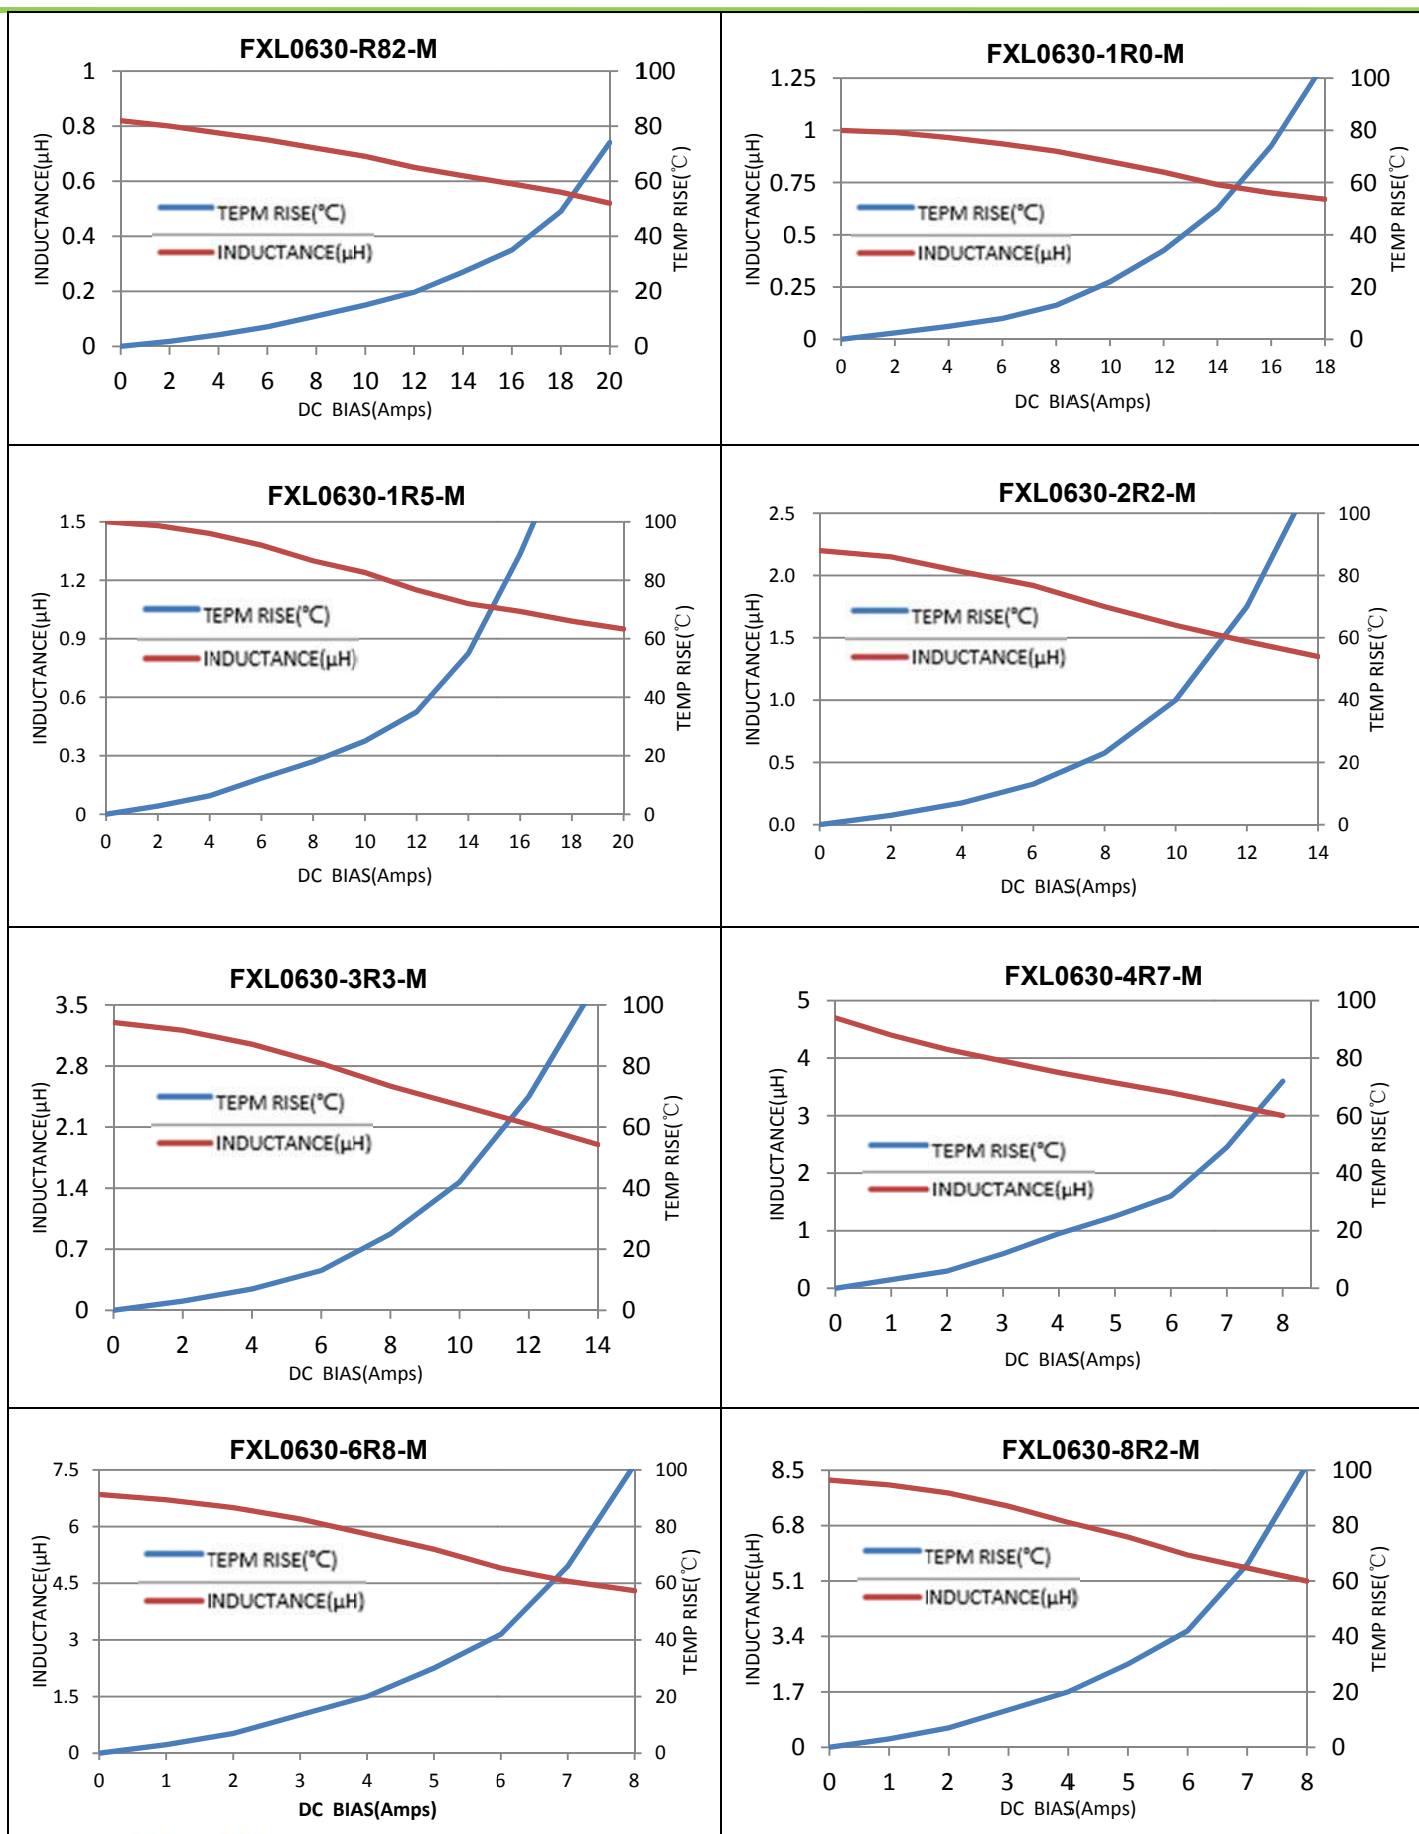 FXL0630-R82-M
1 100
0.8 80
0.6 60
0.4 40
0.2 20
0 0
INDUCTANCE(μH)
TEPM RISE(℃)
INDUCTANCE(μH)
TEMP RISE(℃)
0 2 4 6 8 10 12 14 16 18 20
DC BIAS(Amps)
FXL0630-1R0-M
1.25 100
1 80
0.75 60
0.5 40
0.25 20
0 0
INDUCTANCE(μH)
TEPM RISE(℃)
INDUCTANCE(μH)
TEMP RISE(℃)
0 2 4 6 8 10 12 14 16 18
DC BIAS(Amps)
FXL0630-1R5-M
1.5 100
1.2 80
0.9 60
0.6 40
0.3 20
0 0
INDUCTANCE(μH)
TEPM RISE(℃)
INDUCTANCE(μH)
TEMP RISE(℃)
0 2 4 6 8 10 12 14 16 18 20
DC BIAS(Amps)
FXL0630-2R2-M
2.5 100
2.0 80
1.5 60
1.0 40
0.5 20
0.0 0
INDUCTANCE(μH)
TEPM RISE(℃)
INDUCTANCE(μH)
TEMP RISE(℃)
0 2 4 6 8 10 12 14
DC BIAS(Amps)
FXL0630-3R3-M
3.5 100
2.8 80
2.1 60
1.4 40
0.7 20
0 0
INDUCTANCE(μH)
TEPM RISE(℃)
INDUCTANCE(μH)
TEMP RISE(℃)
0 2 4 6 8 10 12 14
DC BIAS(Amps)
FXL0630-4R7-M
5 100
4 80
3 60
2 40
1 20
0 0
INDUCTANCE(μH)
TEPM RISE(℃)
INDUCTANCE(μH)
TEMP RISE(℃)
0 1 2 3 4 5 6 7 8
DC BIAS(Amps)
FXL0630-6R8-M
7.5 100
6 80
4.5 60
3 40
1.5 20
0 0
INDUCTANCE(μH)
TEPM RISE(℃)
INDUCTANCE(μH)
TEMP RISE(℃)
0 1 2 3 4 5 6 7 8
DC BIAS(Amps)
FXL0630-8R2-M
8.5 100
6.8 80
5.1 60
3.4 40
1.7 20
0 0
INDUCTANCE(μH)
TEPM RISE(℃)
INDUCTANCE(μH)
TEMP RISE(℃)
0 1 2 3 4 5 6 7 8
DC BIAS(Amps)